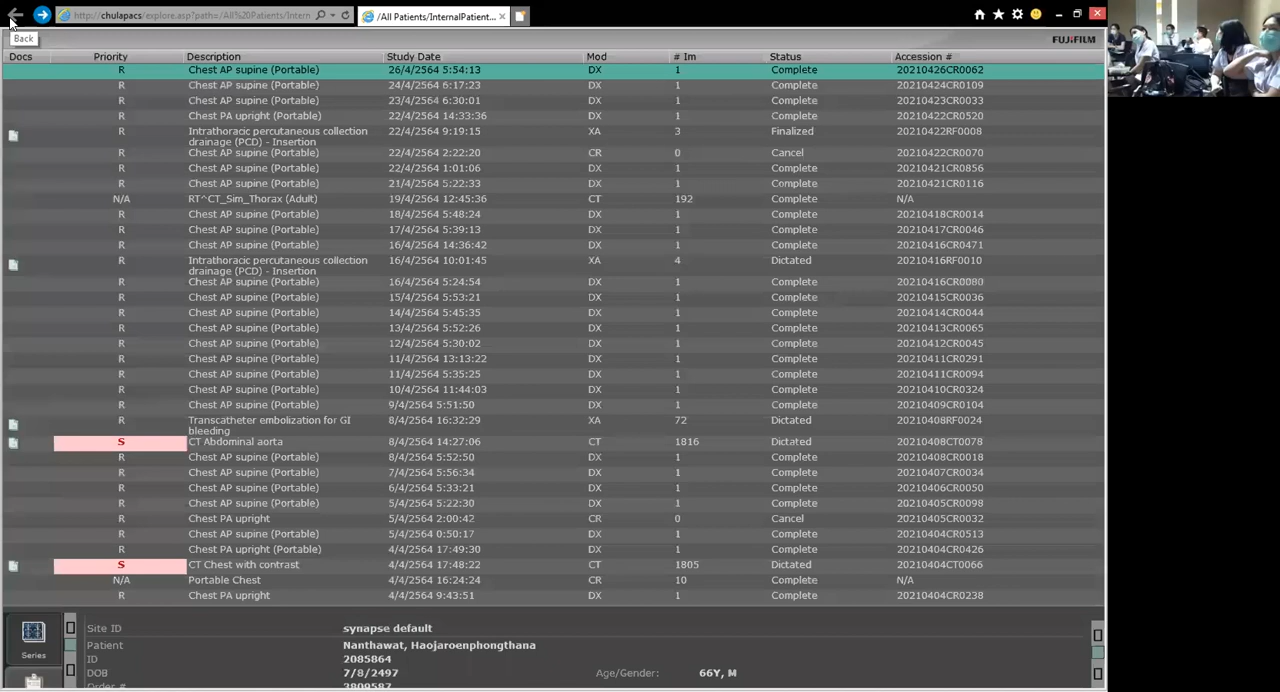 http://chulapacs/explore.asp?path=/All%20Patients/Intern
/All Patients/InternalPatient...
Back
FUJIFILM
Docs Priority Description Study Date Mod # Im Status Accession #
R Chest AP supine (Portable) 26/4/2564 5:54:13 DX 1 Complete 20210426CR0062
R Chest AP supine (Portable) 24/4/2564 6:17:23 DX 1 Complete 20210424CR0109
R Chest AP supine (Portable) 23/4/2564 6:30:01 DX 1 Complete 20210423CR0033
R Chest PA upright (Portable) 22/4/2564 14:33:36 DX 1 Complete 20210422CR0520
R Intrathoracic percutaneous collection 22/4/2564 9:19:15 XA 3 Finalized 20210422RF0008
drainage (PCD) - Insertion
R Chest AP supine (Portable) 22/4/2564 2:22:20 CR 0 Cancel 20210422CR0070
R Chest AP supine (Portable) 22/4/2564 1:01:06 DX 1 Complete 20210421CR0856
R Chest AP supine (Portable) 21/4/2564 5:22:33 DX 1 Complete 20210421CR0116
N/A RT^CT_Sim_Thorax (Adult) 19/4/2564 12:45:36 CT 192 Complete N/A
R Chest AP supine (Portable) 18/4/2564 5:48:24 DX 1 Complete 20210418CR0014
R Chest AP supine (Portable) 17/4/2564 5:39:13 DX 1 Complete 20210417CR0046
R Chest AP supine (Portable) 16/4/2564 14:36:42 DX 1 Complete 20210416CR0471
R Intrathoracic percutaneous collection 16/4/2564 10:01:45 XA 4 Dictated 20210416RF0010
drainage (PCD) - Insertion
R Chest AP supine (Portable) 16/4/2564 5:24:54 DX 1 Complete 20210416CR0080
R Chest AP supine (Portable) 15/4/2564 5:53:21 DX 1 Complete 20210415CR0036
R Chest AP supine (Portable) 14/4/2564 5:45:35 DX 1 Complete 20210414CR0044
R Chest AP supine (Portable) 13/4/2564 5:52:26 DX 1 Complete 20210413CR0065
R Chest AP supine (Portable) 12/4/2564 5:30:02 DX 1 Complete 20210412CR0045
R Chest AP supine (Portable) 11/4/2564 13:13:22 DX 1 Complete 20210411CR0291
R Chest AP supine (Portable) 11/4/2564 5:35:25 DX 1 Complete 20210411CR0094
R Chest AP supine (Portable) 10/4/2564 11:44:03 DX 1 Complete 20210410CR0324
R Chest AP supine (Portable) 9/4/2564 5:51:50 DX 1 Complete 20210409CR0104
R Transcatheter embolization for GI 8/4/2564 16:32:29 XA 72 Dictated 20210408RF0024
bleeding
S CT Abdominal aorta 8/4/2564 14:27:06 CT 1816 Dictated 20210408CT0078
R Chest AP supine (Portable) 8/4/2564 5:52:50 DX 1 Complete 20210408CR0018
R Chest AP supine (Portable) 7/4/2564 5:56:34 DX 1 Complete 20210407CR0034
R Chest AP supine (Portable) 6/4/2564 5:33:21 DX 1 Complete 20210406CR0050
R Chest AP supine (Portable) 5/4/2564 5:22:30 DX 1 Complete 20210405CR0098
R Chest PA upright 5/4/2564 2:00:42 CR 0 Cancel 20210405CR0032
R Chest AP supine (Portable) 5/4/2564 0:50:17 DX 1 Complete 20210404CR0513
R Chest PA upright (Portable) 4/4/2564 17:49:30 DX 1 Complete 20210404CR0426
S CT Chest with contrast 4/4/2564 17:48:22 CT 1805 Dictated 20210404CT0066
N/A Portable Chest 4/4/2564 16:24:24 CR 10 Complete N/A
R Chest PA upright 4/4/2564 9:43:51 DX 1 Complete 20210404CR0238
Series
Site ID synapse default
Patient Nanthawat, Haojaroenphongthana
ID 2085864
DOB 7/8/2497 Age/Gender: 66Y, M
Order # 3809587